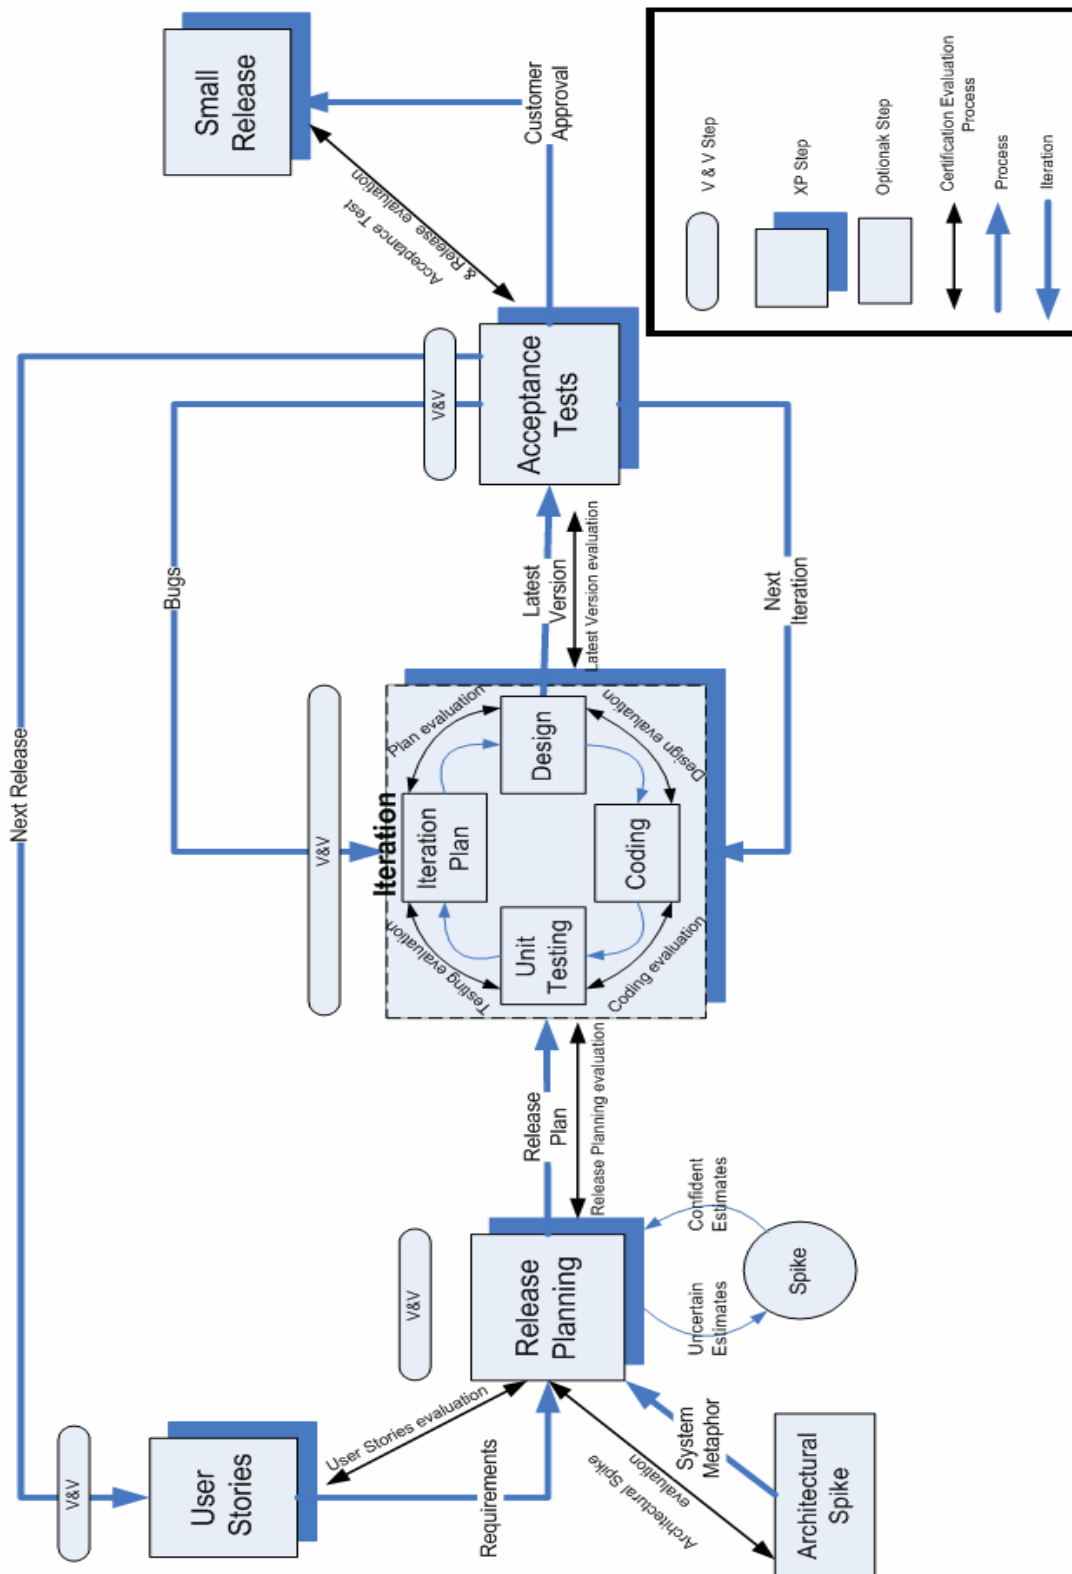 Next Release
Bugs
V&V
User
Stories
User Stories evaluation
Requirements
V&V
Release
Planning
Architectural Spike
evaluation
System
Metaphor
Architectural
Spike
Uncertain
Estimates
Confident
Estimates
Spike
Release
Plan
Release Planning evaluation
V&V
Iteration
Iteration
Plan
Plan evaluation
Design
Design evaluation
Coding
Coding evaluation
Unit
Testing
Testing evaluation
Latest
Version
Latest Version evaluation
V&V
Acceptance
Tests
Next
Iteration
Acceptance Test
& Release evaluation
Customer
Approval
Small
Release
V & V Step
XP Step
Optionak Step
Certification Evaluation
Process
Process
Iteration